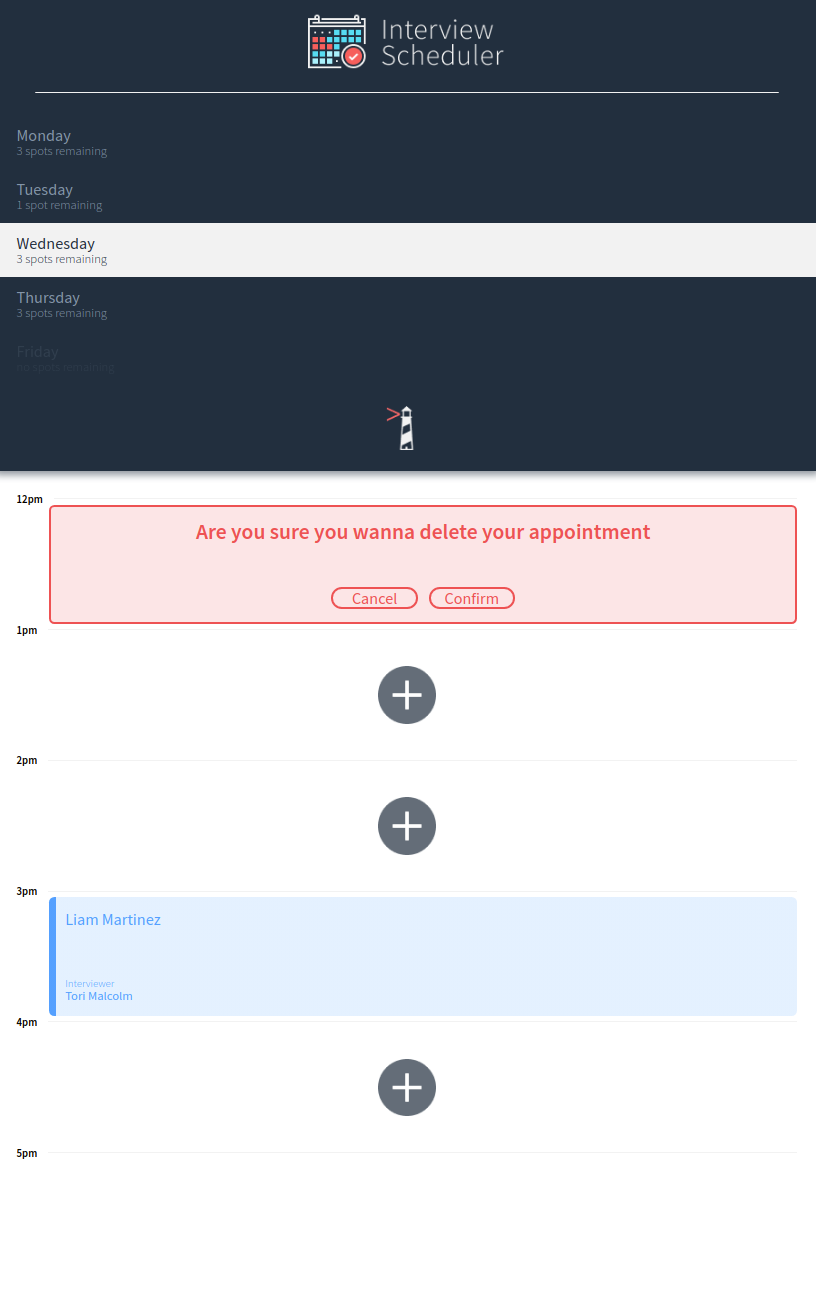 Interview
Scheduler
Monday
3 spots remaining
Tuesday
1 spot remaining
Wednesday
3 spots remaining
Thursday
3 spots remaining
Friday
no spots remaining
12pm
Are you sure you wanna delete your appointment
Cancel Confirm
1pm
2pm
3pm
Liam Martinez
Interviewer
Tori Malcolm
4pm
5pm